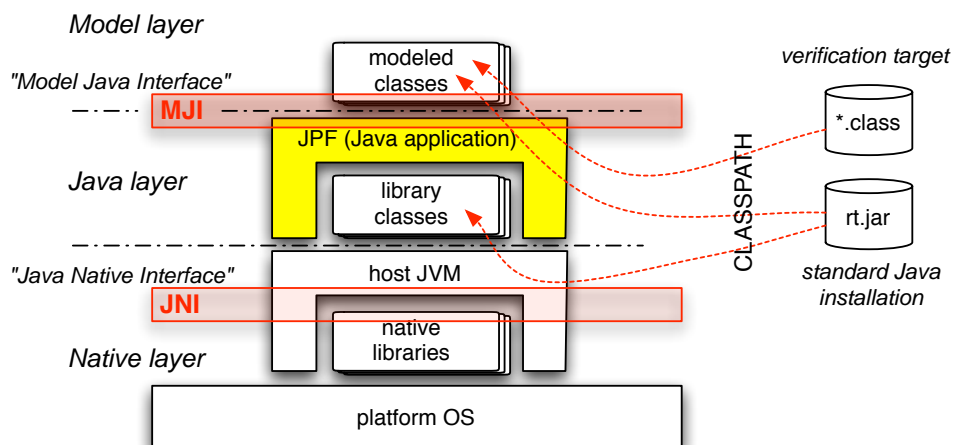 Model layer
modeled
classes
verification target
"Model Java Interface"
MJI
*.class
JPF (Java application)
CLASSPATH
Java layer
library
classes
rt.jar
"Java Native Interface"
host JVM
standard Java
installation
JNI
native
libraries
Native layer
platform OS